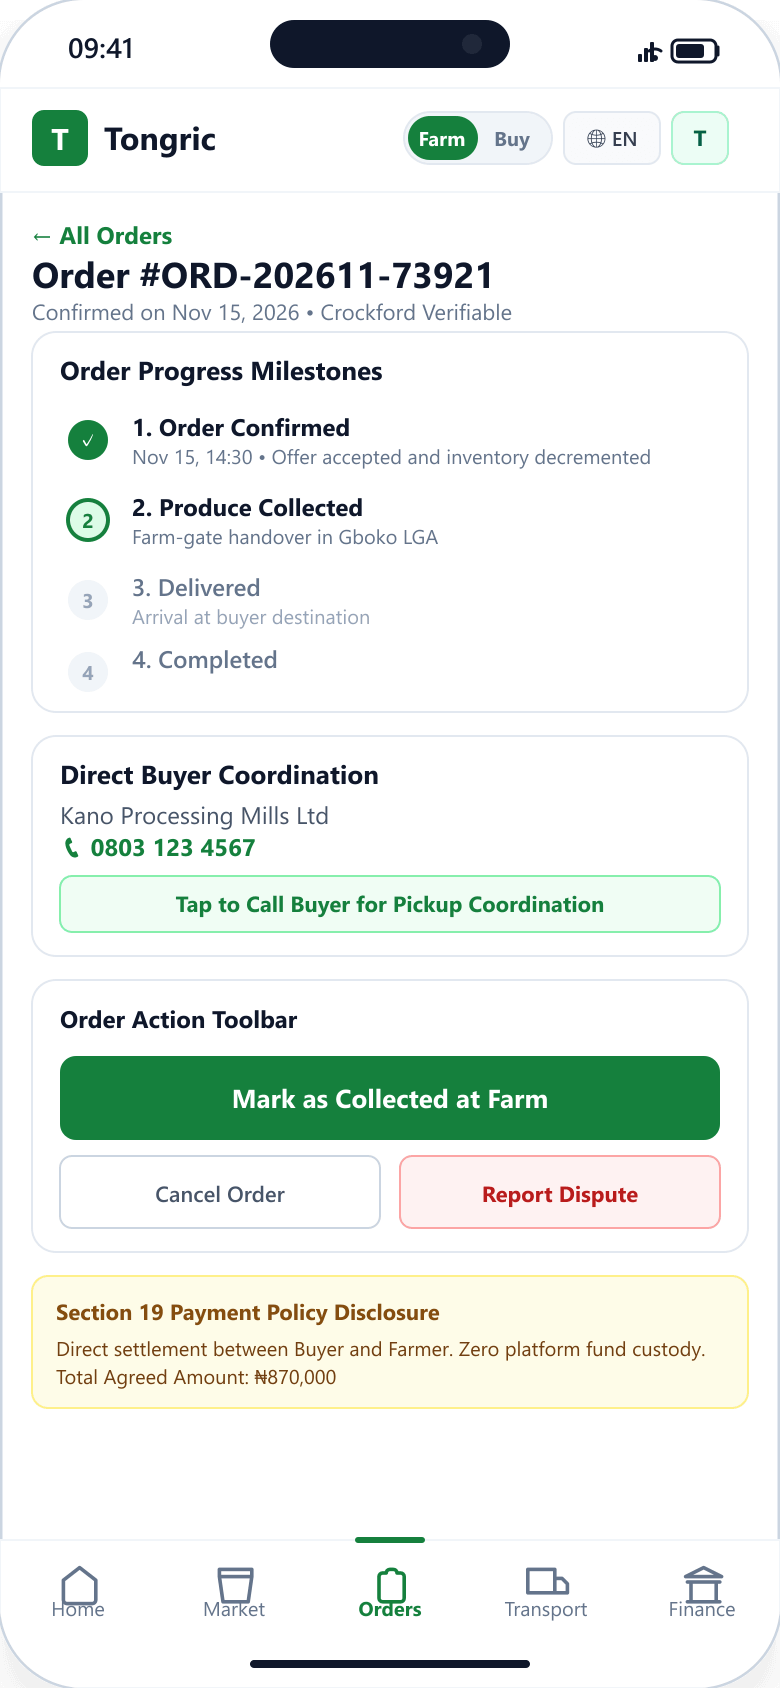 09:41
T Tongric Farm Buy EN T
← All Orders
Order #ORD-202611-73921
Confirmed on Nov 15, 2026 • Crockford Verifiable
Order Progress Milestones
✓ 1. Order Confirmed
Nov 15, 14:30 • Offer accepted and inventory decremented
2 2. Produce Collected
Farm-gate handover in Gboko LGA
3 3. Delivered
Arrival at buyer destination
4 4. Completed
Direct Buyer Coordination
Kano Processing Mills Ltd
0803 123 4567
Tap to Call Buyer for Pickup Coordination
Order Action Toolbar
Mark as Collected at Farm
Cancel Order Report Dispute
Section 19 Payment Policy Disclosure
Direct settlement between Buyer and Farmer. Zero platform fund custody.
Total Agreed Amount: ₦870,000
Home Market Orders Transport Finance